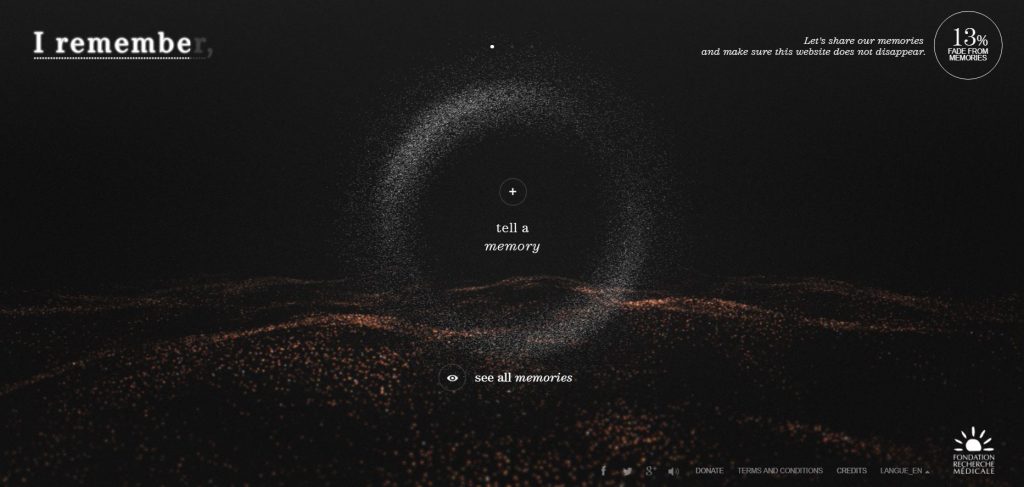 I remember,
Let's share our memories
and make sure this website does not disappear.
13%
FADE FROM
MEMORIES
tell a
memory
see all memories
DONATE TERMS AND CONDITIONS CREDITS LANGUE_EN
FONDATION
RECHERCHE
MÉDICALE